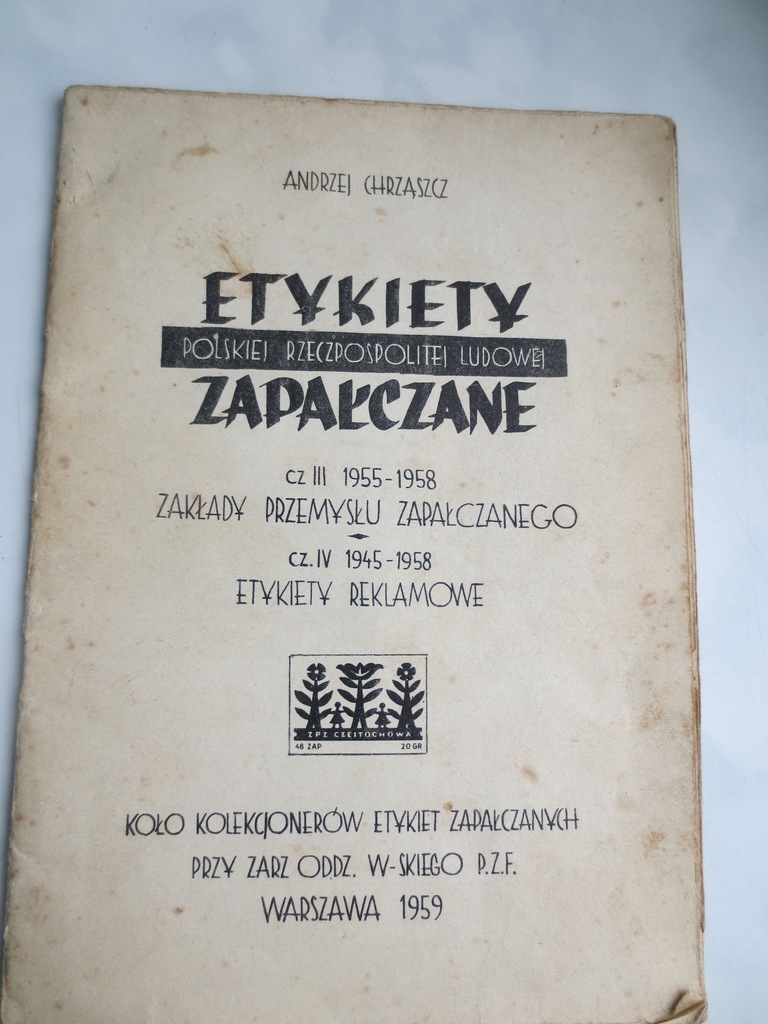 ANDRZEJ CHRZĄSZCZ
ETYKIETY
POLSKIEJ RZECZPOSPOLITEJ LUDOWEJ
ZAPAŁCZANE
cz III 1955-1958
ZAKŁADY PRZEMYSŁU ZAPAŁCZANEGO
cz. IV 1945-1958
ETYKIETY REKLAMOWE
ZPZ CZĘSTOCHOWA
48 ZAP 20 GR
KOŁO KOLEKCJONERÓW ETYKIET ZAPAŁCZANYCH
PRZY ZARZ ODDZ. W-SKIEGO P.Z.F.
WARSZAWA 1959